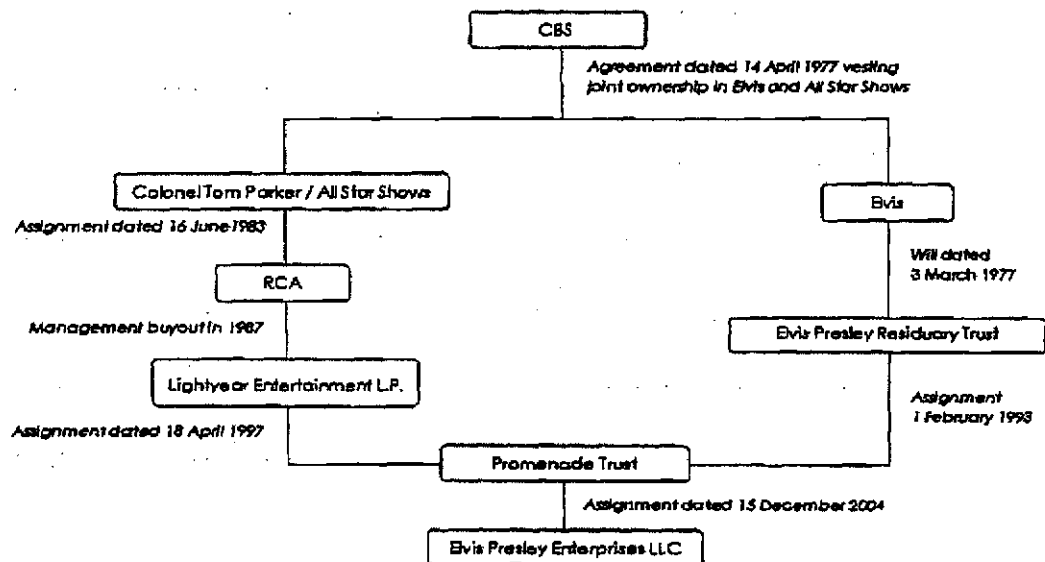 CBS
Agreement dated 14 April 1977 vesting
joint ownership in Elvis and All Star Shows
Colonel Tom Parker / All Star Shows
Elvis
Assignment dated 16 June 1983
Will dated
3 March 1977
RCA
Management buyout in 1987
Elvis Presley Residuary Trust
Lightyear Entertainment L.P.
Assignment
1 February 1993
Assignment dated 18 April 1997
Promenade Trust
Assignment dated 15 December 2004
Elvis Presley Enterprises LLC